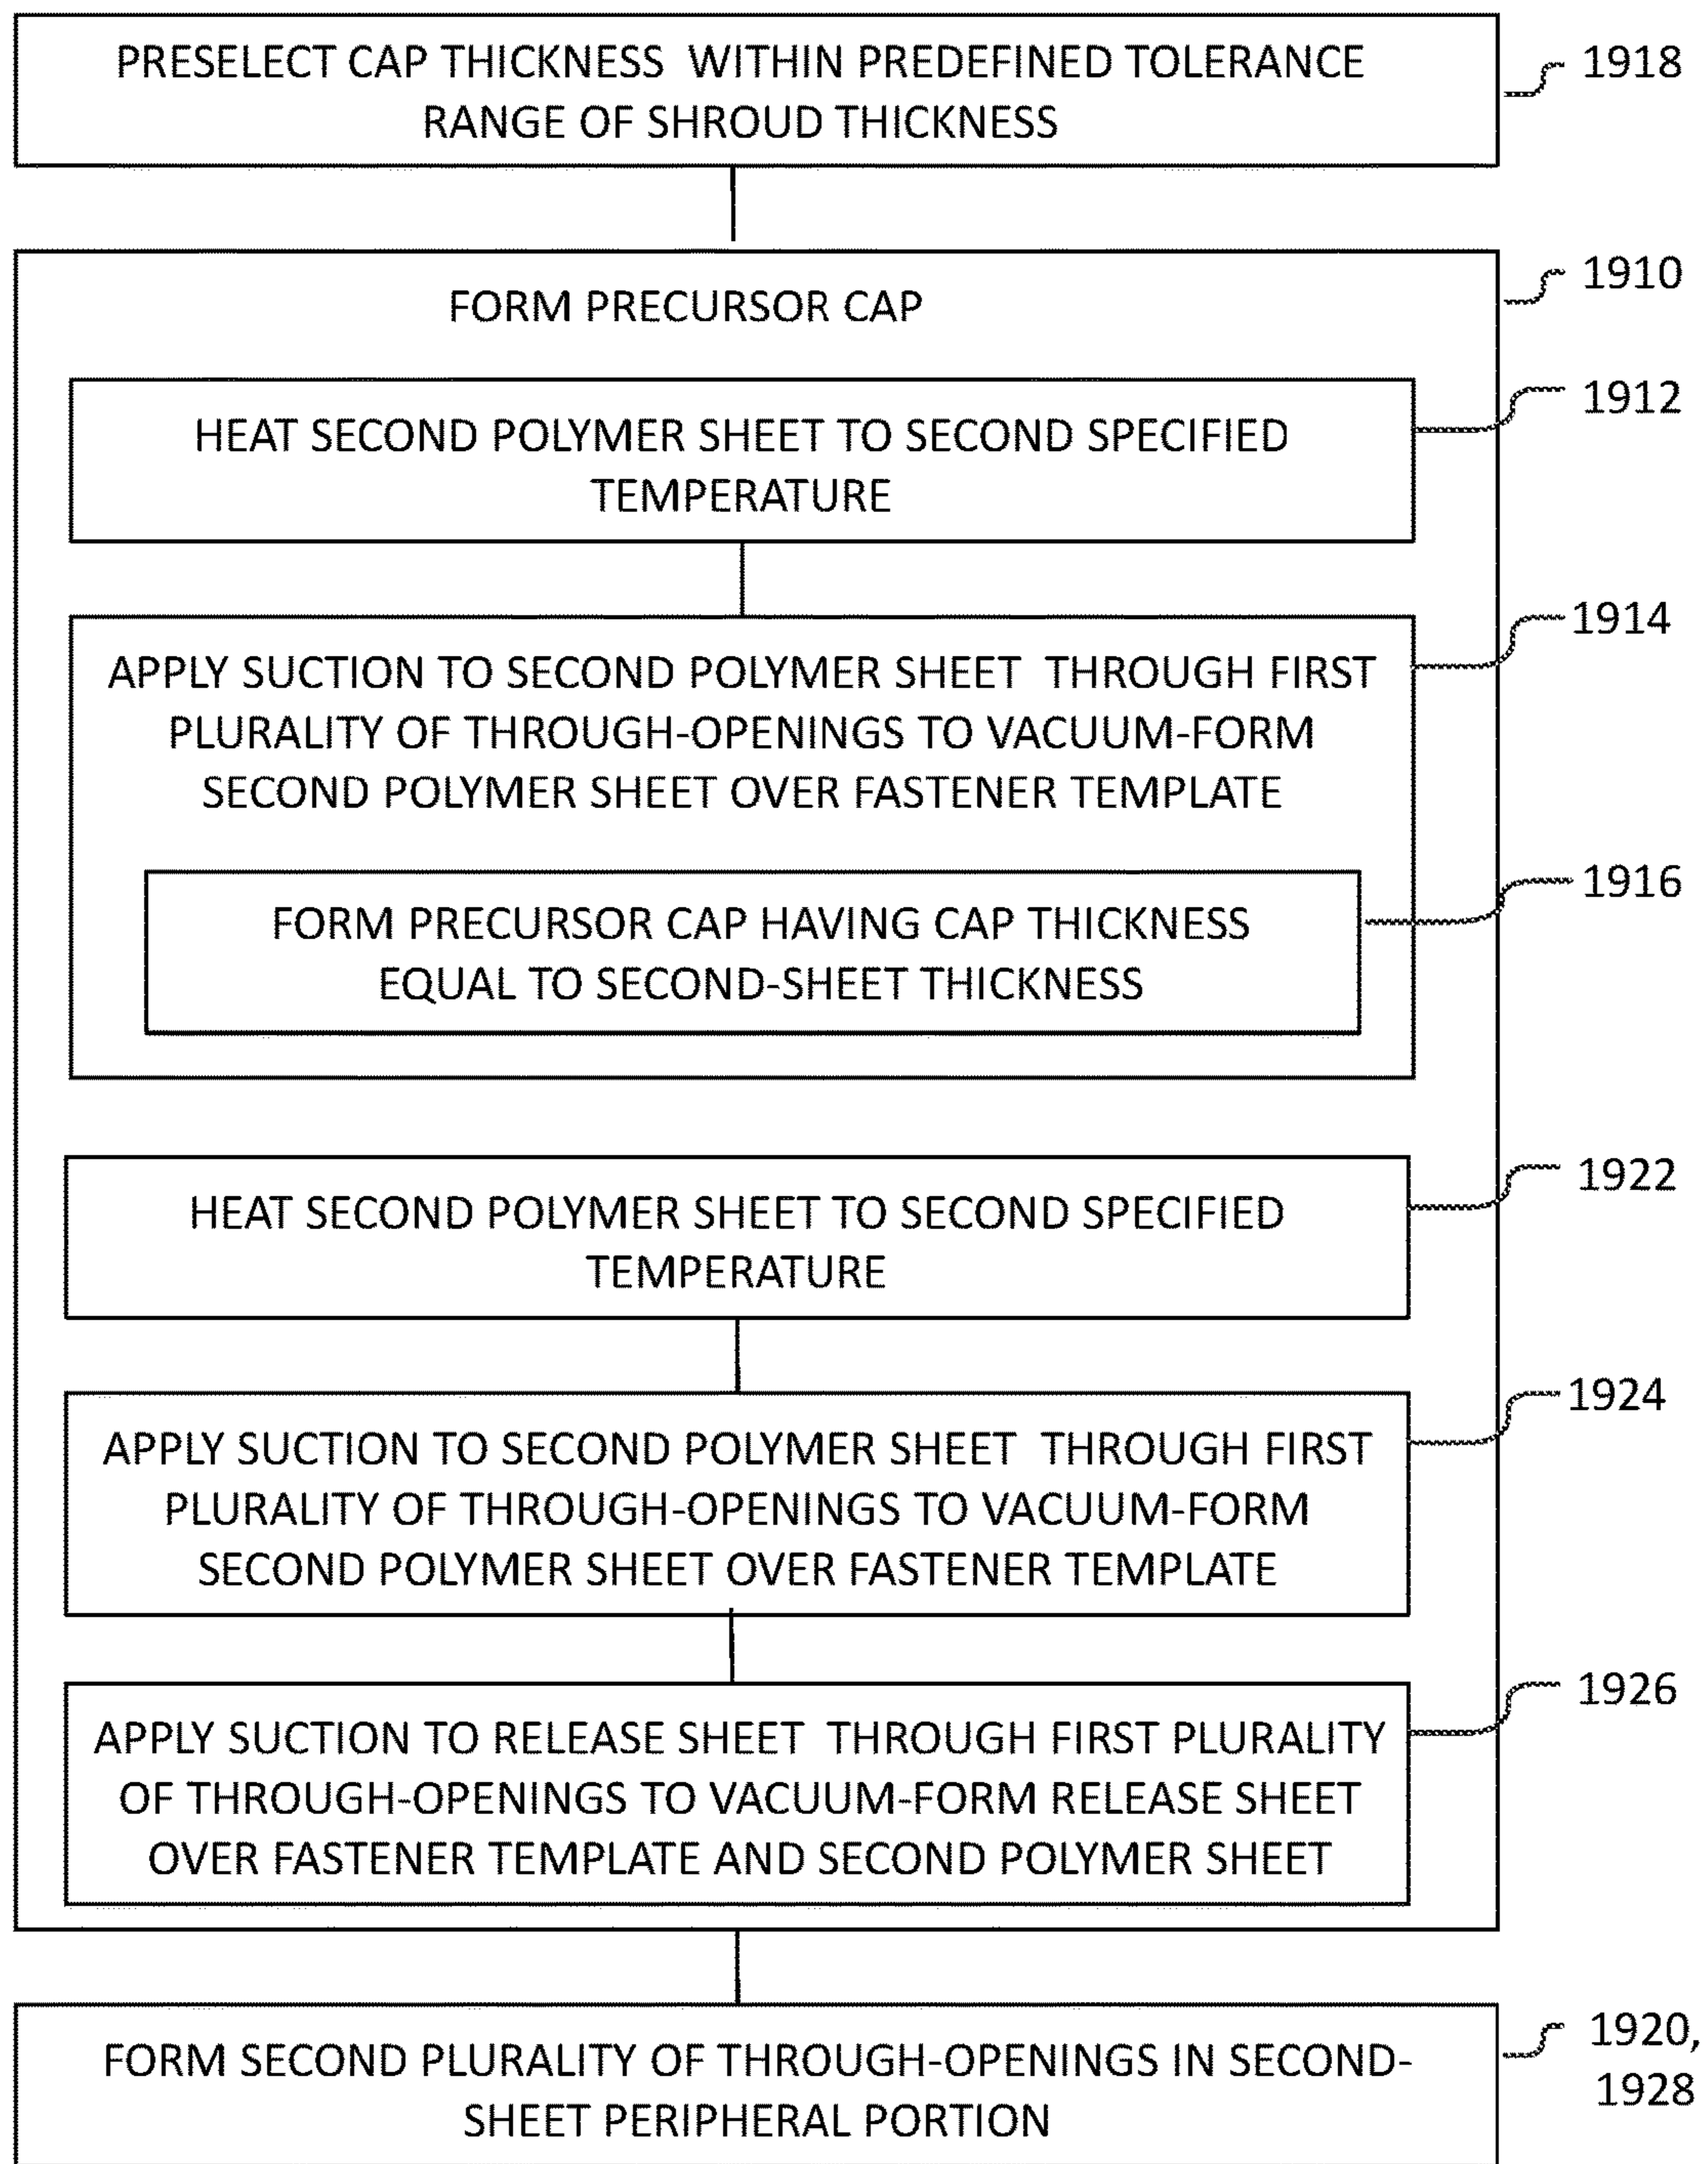 PRESELECT CAP THICKNESS WITHIN PREDEFINED TOLERANCE
RANGE OF SHROUD THICKNESS
1918
FORM PRECURSOR CAP
1910
HEAT SECOND POLYMER SHEET TO SECOND SPECIFIED
TEMPERATURE
1912
APPLY SUCTION TO SECOND POLYMER SHEET THROUGH FIRST
PLURALITY OF THROUGH-OPENINGS TO VACUUM-FORM
SECOND POLYMER SHEET OVER FASTENER TEMPLATE
1914
FORM PRECURSOR CAP HAVING CAP THICKNESS
EQUAL TO SECOND-SHEET THICKNESS
1916
HEAT SECOND POLYMER SHEET TO SECOND SPECIFIED
TEMPERATURE
1922
APPLY SUCTION TO SECOND POLYMER SHEET THROUGH FIRST
PLURALITY OF THROUGH-OPENINGS TO VACUUM-FORM
SECOND POLYMER SHEET OVER FASTENER TEMPLATE
1924
APPLY SUCTION TO RELEASE SHEET THROUGH FIRST PLURALITY
OF THROUGH-OPENINGS TO VACUUM-FORM RELEASE SHEET
OVER FASTENER TEMPLATE AND SECOND POLYMER SHEET
1926
FORM SECOND PLURALITY OF THROUGH-OPENINGS IN SECOND-
SHEET PERIPHERAL PORTION
1920,
1928